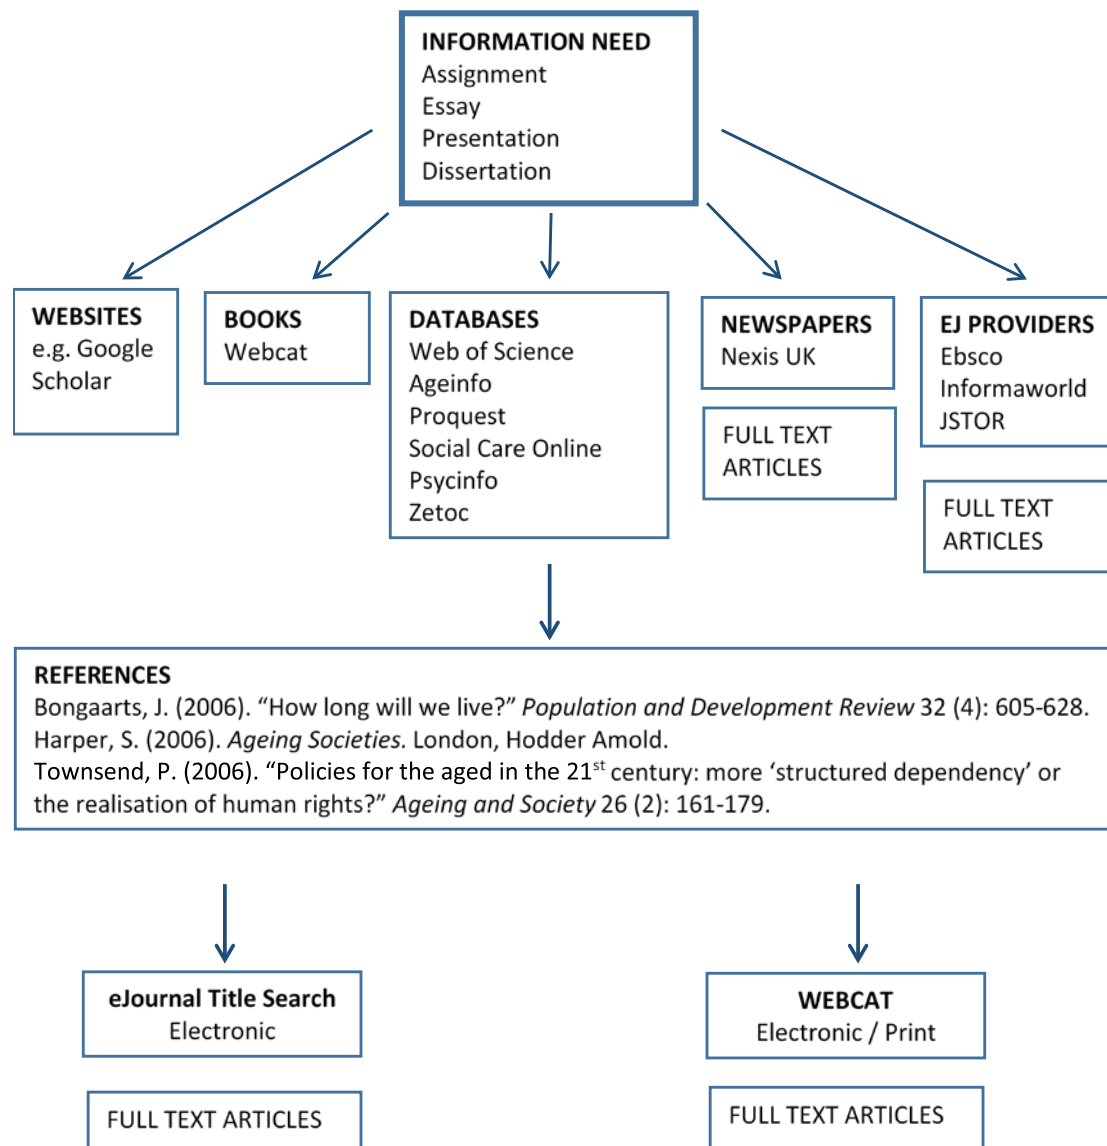 INFORMATION NEED
Assignment
Essay
Presentation
Dissertation
WEBSITES
e.g. Google
Scholar
BOOKS
Webcat
DATABASES
Web of Science
Ageinfo
Proquest
Social Care Online
Psycinfo
Zetoc
NEWSPAPERS
Nexis UK
FULL TEXT
ARTICLES
EJ PROVIDERS
Ebsco
Informaworld
JSTOR
FULL TEXT
ARTICLES
REFERENCES
Bongaarts, J. (2006). “How long will we live?” Population and Development Review 32 (4): 605-628.
Harper, S. (2006). Ageing Societies. London, Hodder Amold.
Townsend, P. (2006). “Policies for the aged in the 21st century: more ‘structured dependency’ or
the realisation of human rights?” Ageing and Society 26 (2): 161-179.
eJournal Title Search
Electronic
FULL TEXT ARTICLES
WEBCAT
Electronic / Print
FULL TEXT ARTICLES